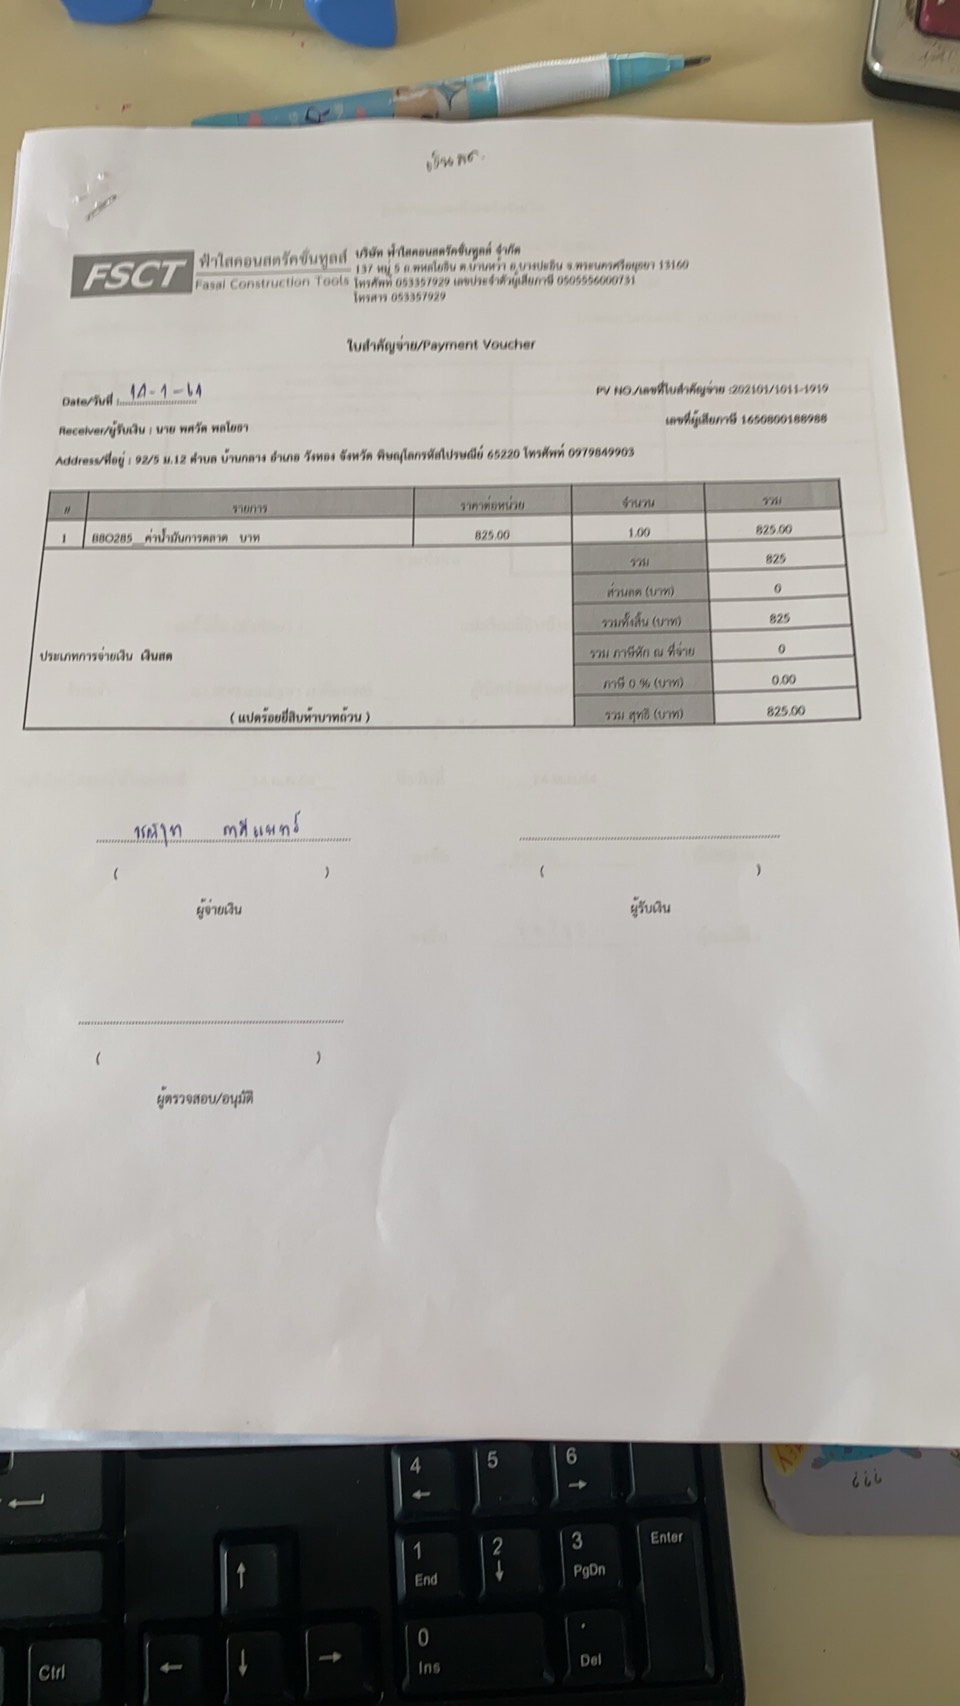 เงินสด
FSCT
ฟ้าใสคอนสตรัคชั่นทูลส์
Fasai Construction Tools
บริษัท ฟ้าใสคอนสตรัคชั่นทูลส์ จำกัด
137 หมู่ 5 ถ.พหลโยธิน ต.บ้านหว้า อ.บางปะอิน จ.พระนครศรีอยุธยา 13160
โทรศัพท์ 053357929 เลขประจำตัวผู้เสียภาษี 0505556000731
โทรสาร 053357929
ใบสำคัญจ่าย/Payment Voucher
Date/วันที่ : 14-1-64
PV NO./เลขที่ใบสำคัญจ่าย :202101/1011-1919
Receiver/ผู้รับเงิน : นาย พศวัต พลโยธา
เลขที่ผู้เสียภาษี 1650800188988
Address/ที่อยู่ : 92/5 ม.12 ตำบล บ้านกลาง อำเภอ วังทอง จังหวัด พิษณุโลกรหัสไปรษณีย์ 65220 โทรศัพท์ 0979849903
# รายการ ราคาต่อหน่วย จำนวน รวม
1 880285_ค่าน้ำมันการตลาด บาท 825.00 1.00 825.00
รวม 825
ส่วนลด (บาท) 0
รวมทั้งสิ้น (บาท) 825
ประเภทการจ่ายเงิน เงินสด รวม ภาษีหัก ณ ที่จ่าย 0
ภาษี 0 % (บาท) 0.00
( แปดร้อยยี่สิบห้าบาทถ้วน ) รวม สุทธิ (บาท) 825.00
( )
( )
ผู้จ่ายเงิน
ผู้รับเงิน
( )
ผู้ตรวจสอบ/อนุมัติ
4 5 6
1 2 3 Enter
End PgDn
0 .
Ctrl Ins Del